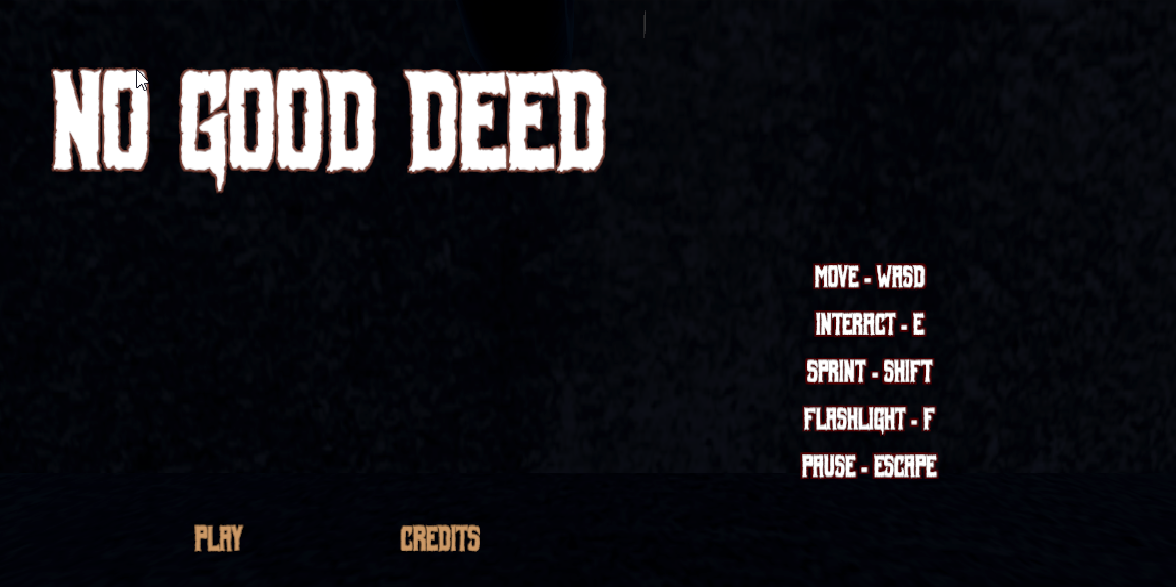 NO GOOD DEED
MOVE - WASD
INTERACT - E
SPRINT - SHIFT
FLASHLIGHT - F
PAUSE - ESCAPE
PLAY
CREDITS